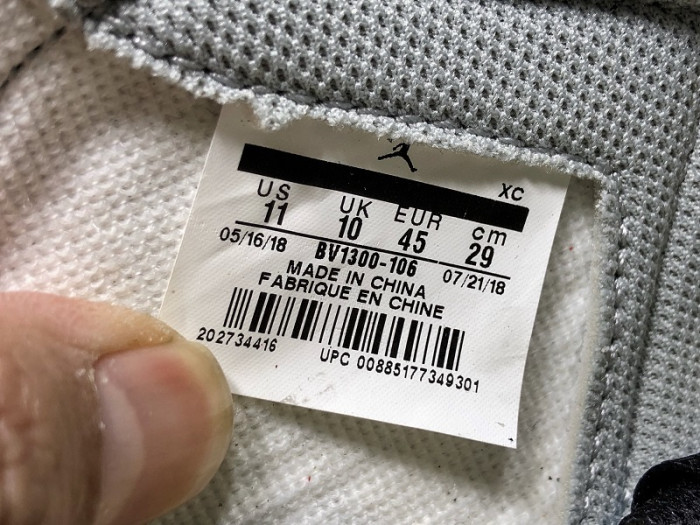 XC
US UK EUR cm
11 10 45 29
05/16/18 BV1300-106 07/21/18
MADE IN CHINA
FABRIQUE EN CHINE
202734416 UPC 00885177349301